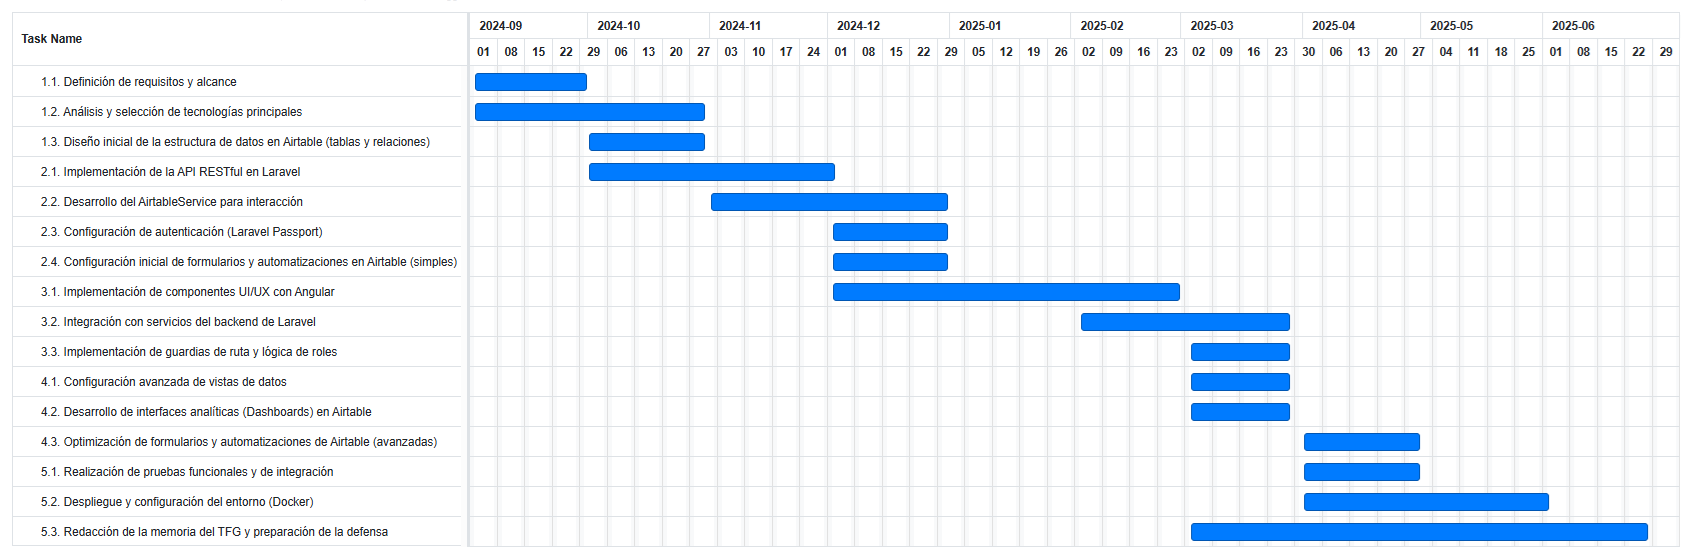 2024-09 2024-10 2024-11 2024-12 2025-01 2025-02 2025-03 2025-04 2025-05 2025-06
Task Name
01 08 15 22 29 06 13 20 27 03 10 17 24 01 08 15 22 29 05 12 19 26 02 09 16 23 02 09 16 23 30 06 13 20 27 04 11 18 25 01 08 15 22 29
1.1. Definición de requisitos y alcance
1.2. Análisis y selección de tecnologías principales
1.3. Diseño inicial de la estructura de datos en Airtable (tablas y relaciones)
2.1. Implementación de la API RESTful en Laravel
2.2. Desarrollo del AirtableService para interacción
2.3. Configuración de autenticación (Laravel Passport)
2.4. Configuración inicial de formularios y automatizaciones en Airtable (simples)
3.1. Implementación de componentes UI/UX con Angular
3.2. Integración con servicios del backend de Laravel
3.3. Implementación de guardias de ruta y lógica de roles
4.1. Configuración avanzada de vistas de datos
4.2. Desarrollo de interfaces analíticas (Dashboards) en Airtable
4.3. Optimización de formularios y automatizaciones de Airtable (avanzadas)
5.1. Realización de pruebas funcionales y de integración
5.2. Despliegue y configuración del entorno (Docker)
5.3. Redacción de la memoria del TFG y preparación de la defensa